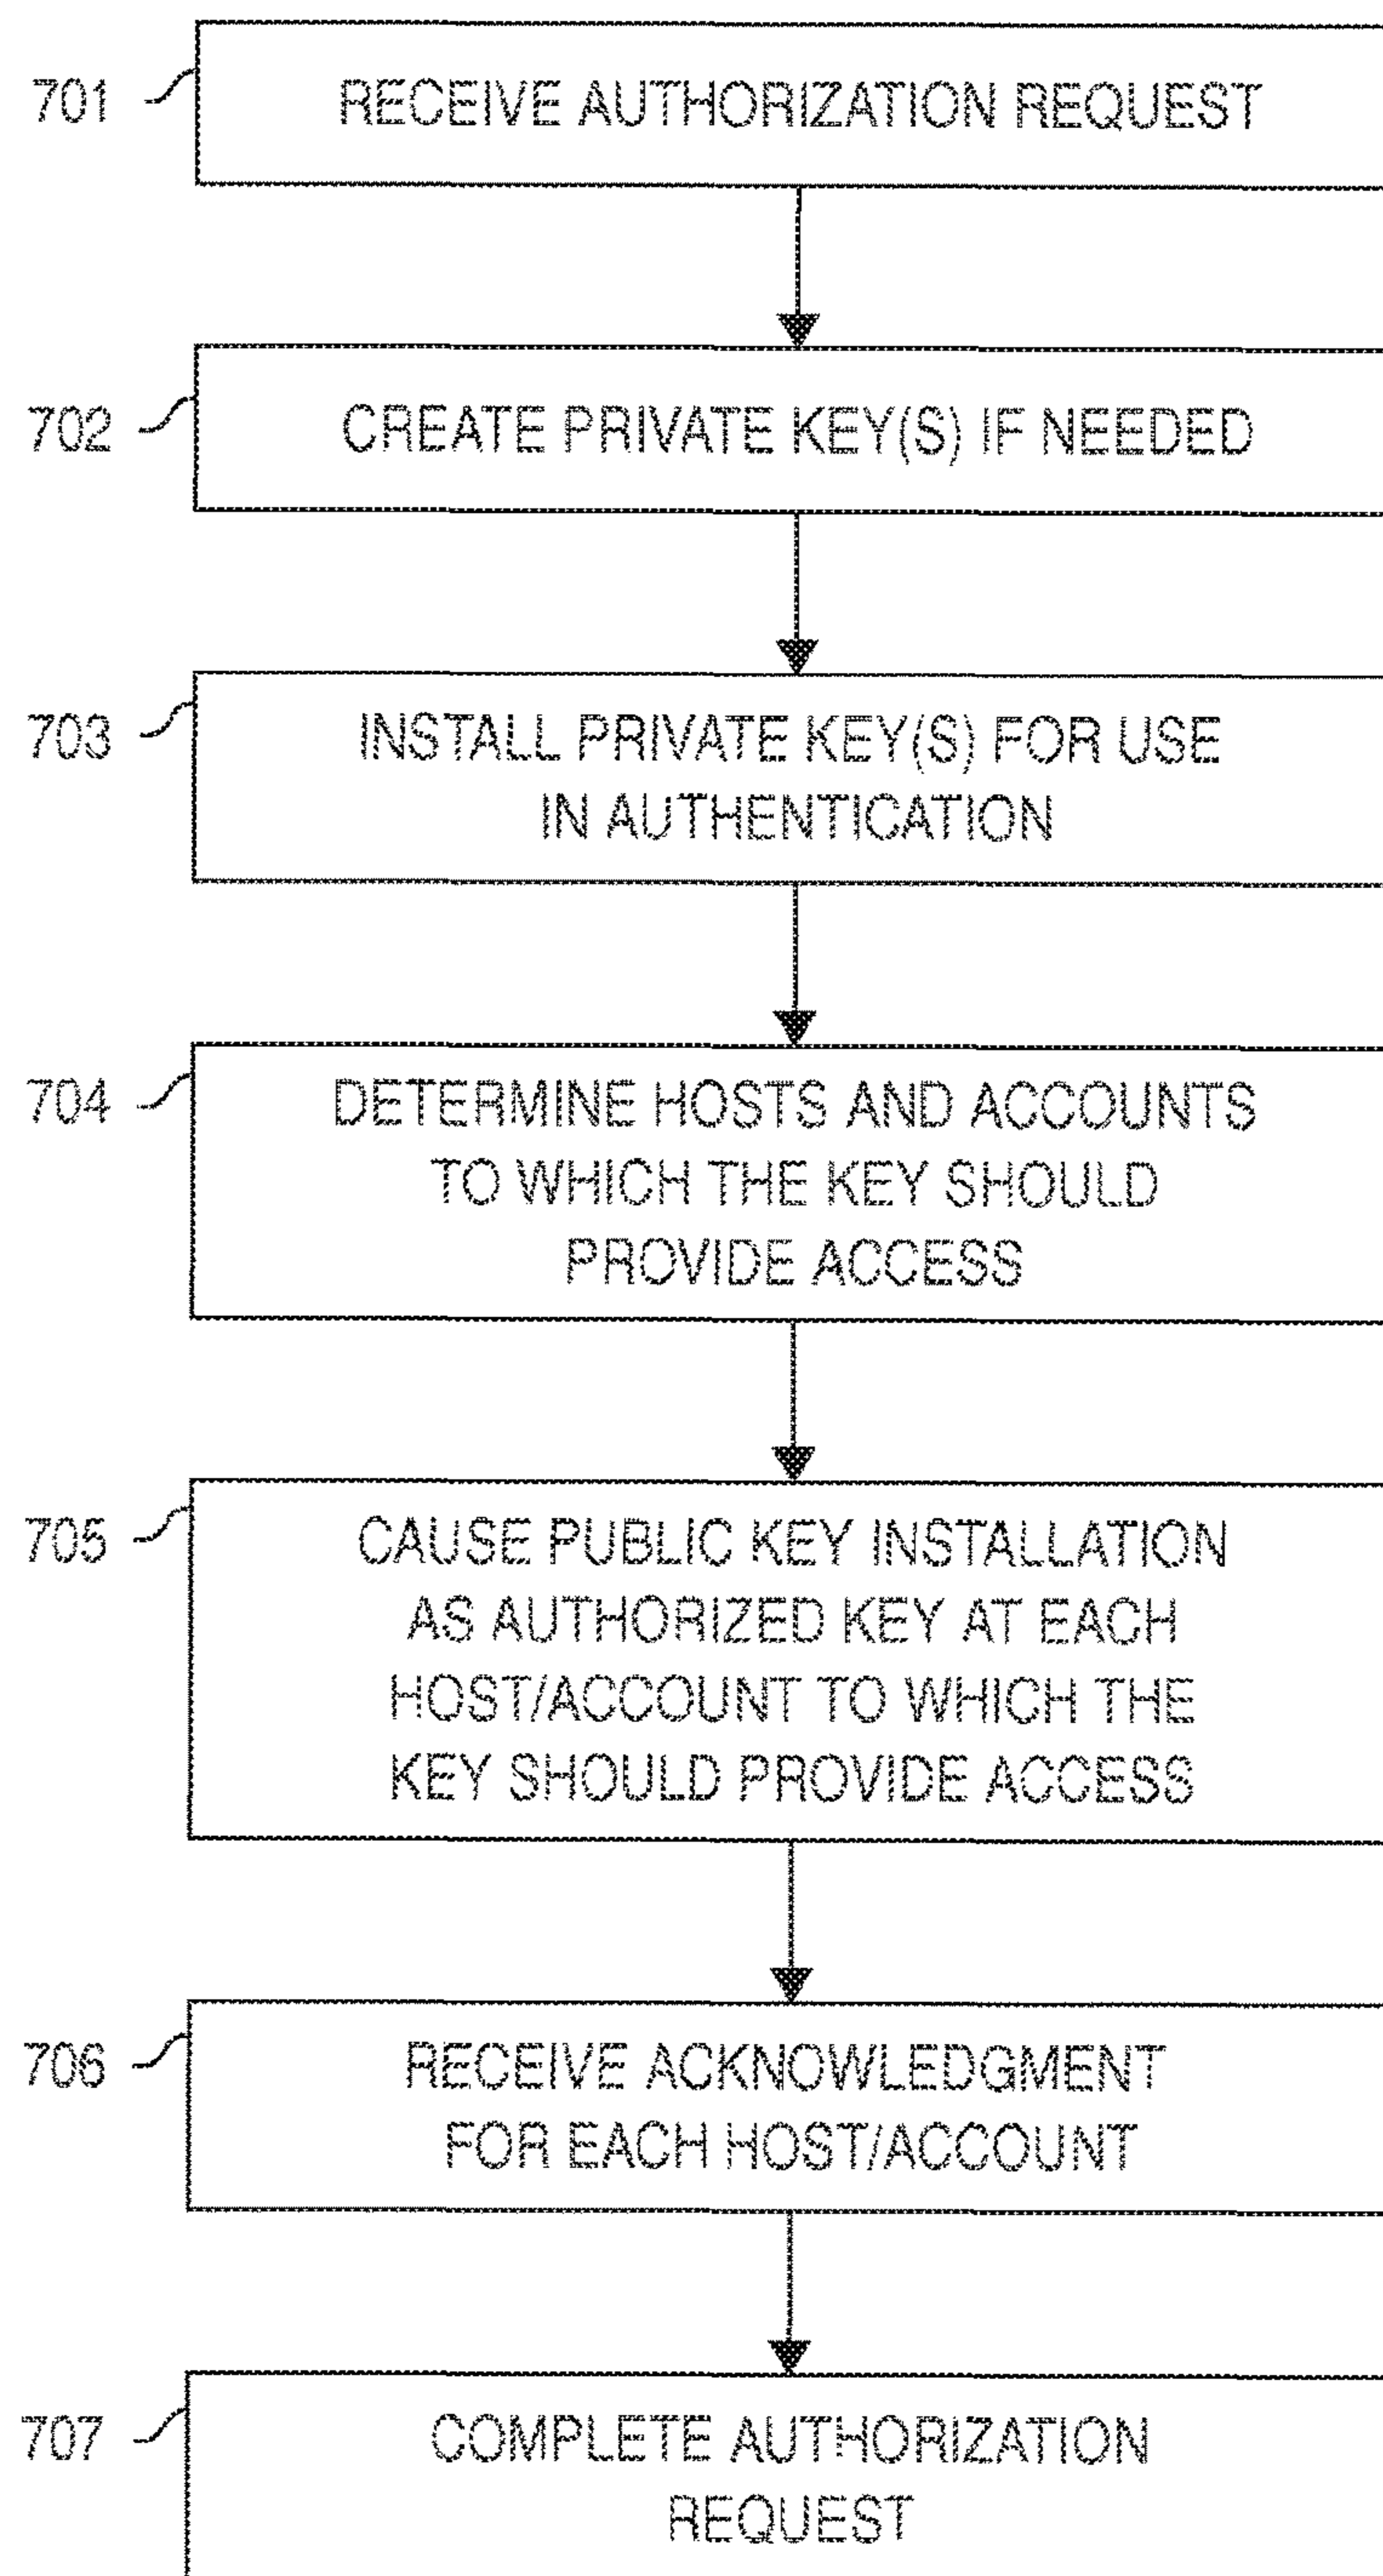 701
RECEIVE AUTHORIZATION REQUEST
702
CREATE PRIVATE KEY(S) IF NEEDED
703
INSTALL PRIVATE KEY(S) FOR USE
IN AUTHENTICATION
704
DETERMINE HOSTS AND ACCOUNTS
TO WHICH THE KEY SHOULD
PROVIDE ACCESS
705
CAUSE PUBLIC KEY INSTALLATION
AS AUTHORIZED KEY AT EACH
HOST/ACCOUNT TO WHICH THE
KEY SHOULD PROVIDE ACCESS
706
RECEIVE ACKNOWLEDGMENT
FOR EACH HOST/ACCOUNT
707
COMPLETE AUTHORIZATION
REQUEST